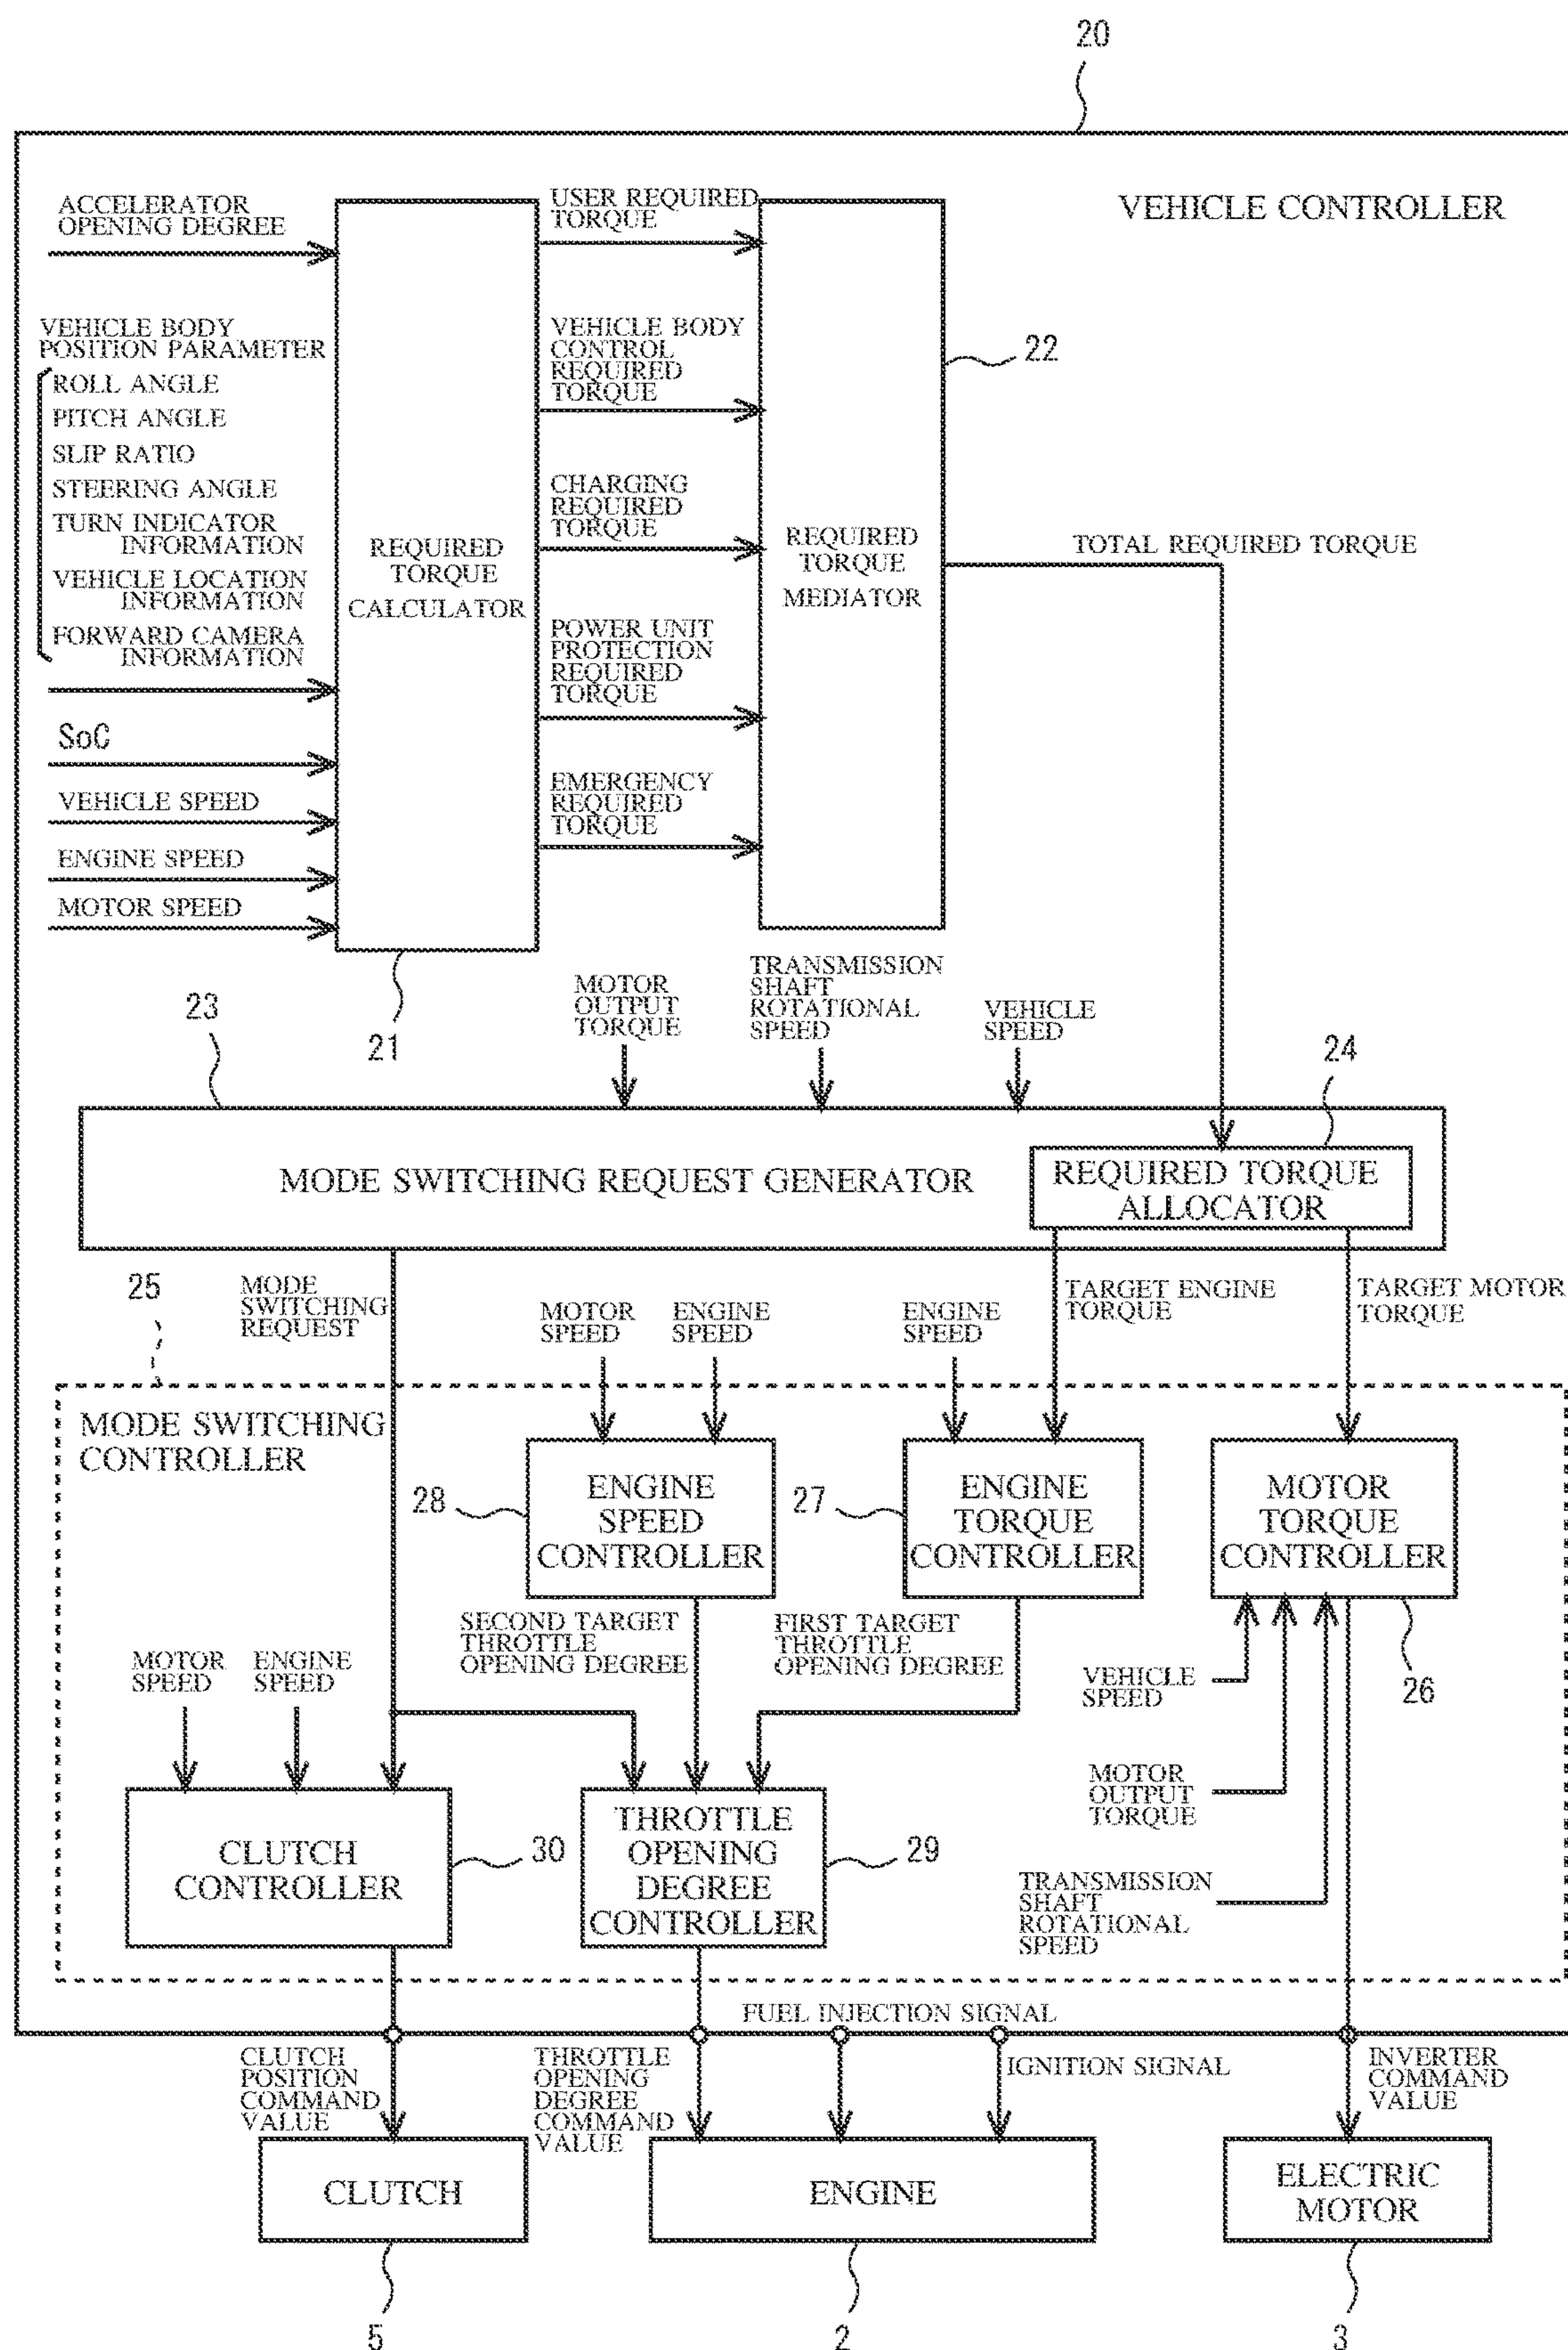 20
VEHICLE CONTROLLER
ACCELERATOR
OPENING DEGREE
VEHICLE BODY
POSITION PARAMETER
ROLL ANGLE
PITCH ANGLE
SLIP RATIO
STEERING ANGLE
TURN INDICATOR
INFORMATION
VEHICLE LOCATION
INFORMATION
FORWARD CAMERA
INFORMATION
SoC
VEHICLE SPEED
ENGINE SPEED
MOTOR SPEED
REQUIRED
TORQUE
CALCULATOR
21
USER REQUIRED
TORQUE
VEHICLE BODY
CONTROL
REQUIRED
TORQUE
CHARGING
REQUIRED
TORQUE
POWER UNIT
PROTECTION
REQUIRED
TORQUE
EMERGENCY
REQUIRED
TORQUE
REQUIRED
TORQUE
MEDIATOR
22
TOTAL REQUIRED TORQUE
23
MOTOR
OUTPUT
TORQUE
TRANSMISSION
SHAFT
ROTATIONAL
SPEED
VEHICLE
SPEED
24
MODE SWITCHING REQUEST GENERATOR
REQUIRED TORQUE
ALLOCATOR
25
MODE
SWITCHING
REQUEST
MOTOR
SPEED
ENGINE
SPEED
ENGINE
SPEED
TARGET ENGINE
TORQUE
TARGET MOTOR
TORQUE
MODE SWITCHING
CONTROLLER
28
ENGINE
SPEED
CONTROLLER
27
ENGINE
TORQUE
CONTROLLER
MOTOR
TORQUE
CONTROLLER
26
SECOND TARGET
THROTTLE
OPENING DEGREE
FIRST TARGET
THROTTLE
OPENING DEGREE
MOTOR
SPEED
ENGINE
SPEED
VEHICLE
SPEED
MOTOR
OUTPUT
TORQUE
TRANSMISSION
SHAFT
ROTATIONAL
SPEED
CLUTCH
CONTROLLER
30
THROTTLE
OPENING
DEGREE
CONTROLLER
29
FUEL INJECTION SIGNAL
CLUTCH
POSITION
COMMAND
VALUE
THROTTLE
OPENING
DEGREE
COMMAND
VALUE
IGNITION SIGNAL
INVERTER
COMMAND
VALUE
CLUTCH
ENGINE
ELECTRIC
MOTOR
5
2
3